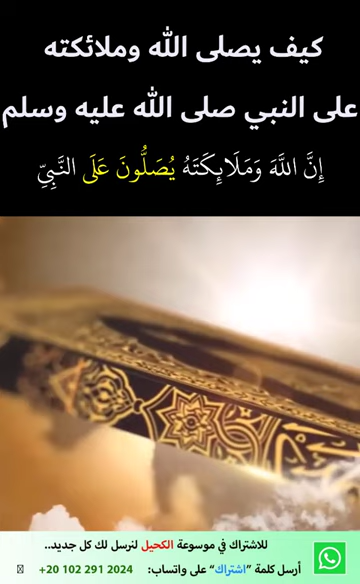 كيف يصلى الله وملائكته
على النبي صلى الله عليه وسلم
إِنَّ اللَّهَ وَمَلَائِكَتَهُ يُصَلُّونَ عَلَى النَّبِيِّ
للاشتراك في موسوعة الكحيل لنرسل لك كل جديد..
أرسل كلمة "اشتراك" على واتساب: +20 102 291 2024